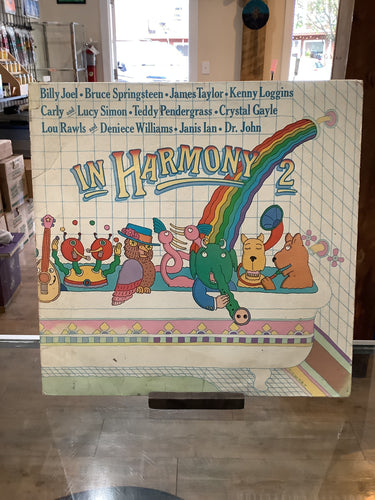 Billy Joel • Bruce Springsteen • James Taylor • Kenny Loggins
Carly and Lucy Simon • Teddy Pendergrass • Crystal Gayle
Lou Rawls and Deniece Williams • Janis Ian • Dr. John
IN HARMONY 2